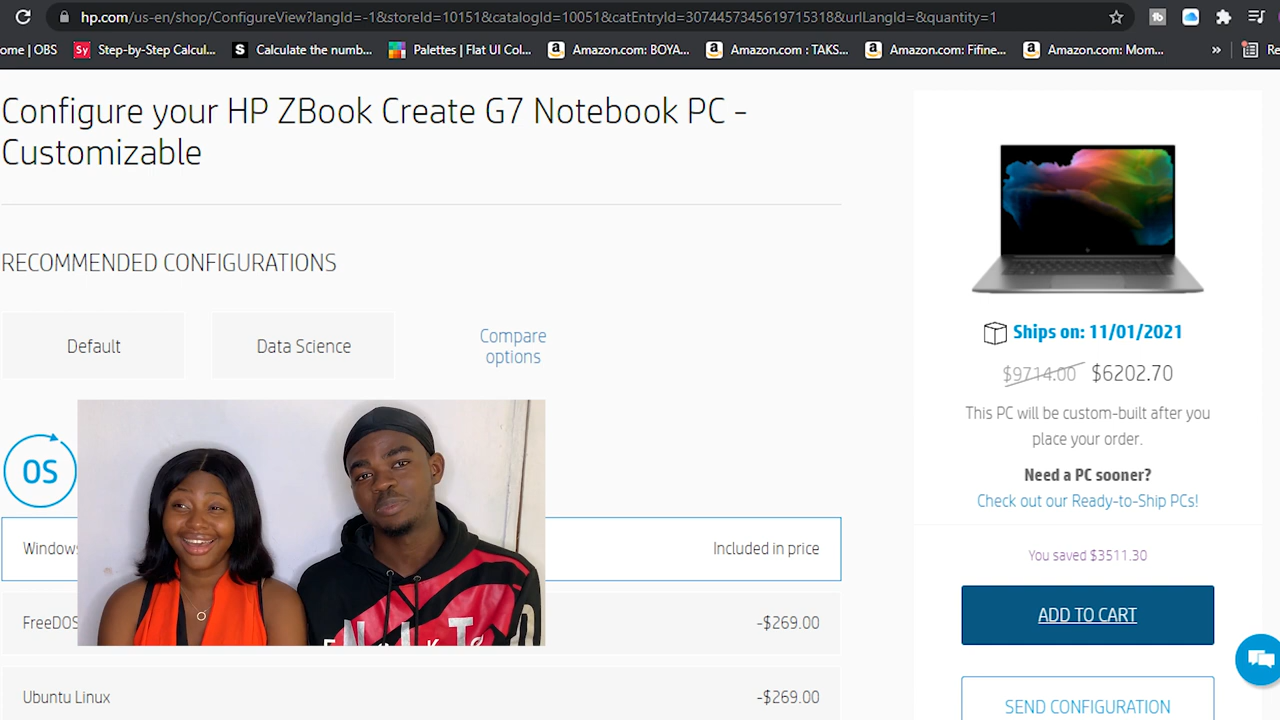 hp.com/us-en/shop/ConfigureView?langId=-1&storeId=10151&catalogId=10051&catEntryId=3074457345619715318&urlLangId=&quantity=1
ome | OBS Sy Step-by-Step Calcul... S Calculate the numb... Palettes | Flat UI Col... Amazon.com: BOYA... Amazon.com : TAKS... Amazon.com: Fifine... Amazon.com: Mom... » Re
Configure your HP ZBook Create G7 Notebook PC -
Customizable
RECOMMENDED CONFIGURATIONS
Default
Data Science
Compare
options
OS
Windows
Included in price
FreeDOS
-$269.00
Ubuntu Linux
-$269.00
Ships on: 11/01/2021
$9714.00 $6202.70
This PC will be custom-built after you
place your order.
Need a PC sooner?
Check out our Ready-to-Ship PCs!
You saved $3511.30
ADD TO CART
SEND CONFIGURATION